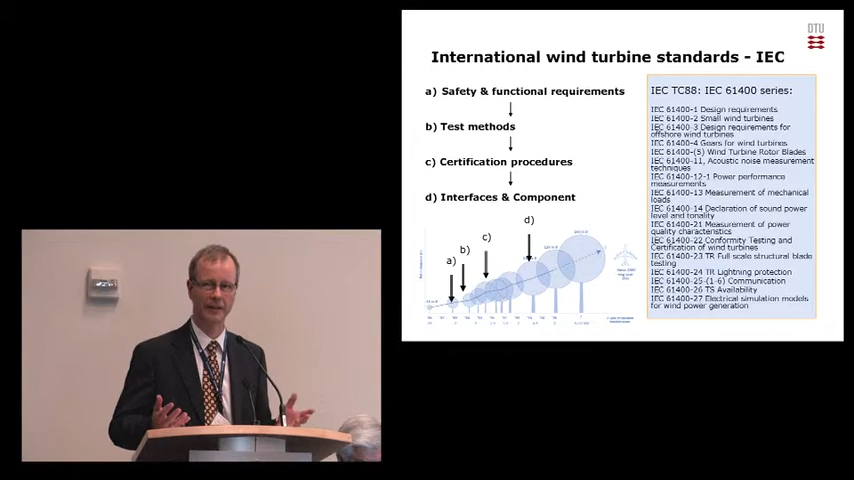 DTU
International wind turbine standards - IEC
a) Safety & functional requirements
b) Test methods
c) Certification procedures
d) Interfaces & Component
a)
b)
c)
d)
IEC TC88: IEC 61400 series:
IEC 61400-1 Design requirements
IEC 61400-2 Small wind turbines
IEC 61400-3 Design requirements for
offshore wind turbines
IEC 61400-4 Gears for wind turbines
IEC 61400-(5) Wind Turbine Rotor Blades
IEC 61400-11, Acoustic noise measurement
techniques
IEC 61400-12-1 Power performance
measurements
IEC 61400-13 Measurement of mechanical
loads
IEC 61400-14 Declaration of sound power
level and tonality
IEC 61400-21 Measurement of power
quality characteristics
IEC 61400-22 Conformity Testing and
Certification of wind turbines
IEC 61400-23 TR Full scale structural blade
testing
IEC 61400-24 TR Lightning protection
IEC 61400-25-(1-6) Communication
IEC 61400-26 TS Availability
IEC 61400-27 Electrical simulation models
for wind power generation